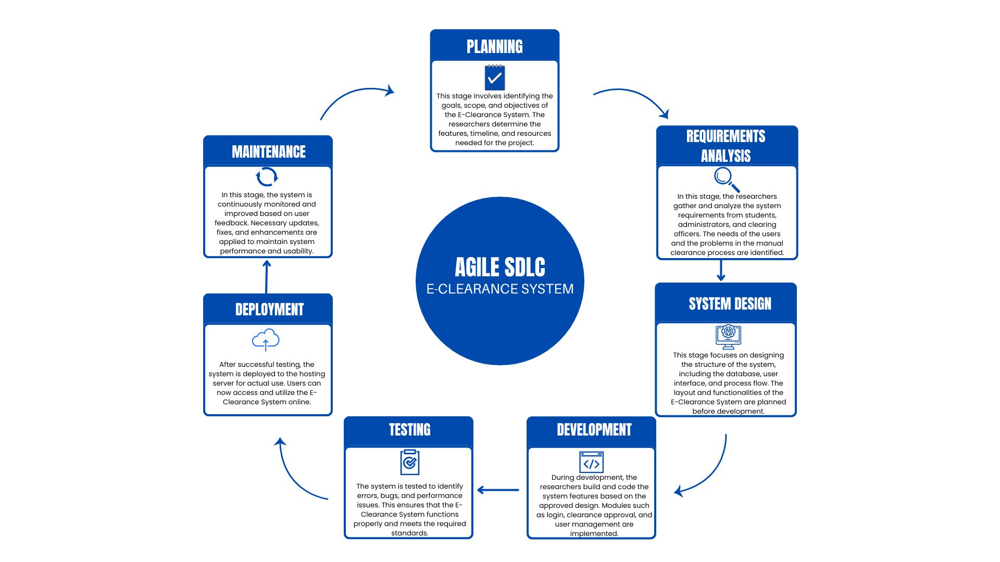 PLANNING
This stage involves identifying the
goals, scope, and objectives of
the E-Clearance System. The
researchers determine the
features, timeline, and resources
needed for the project.
REQUIREMENTS
ANALYSIS
In this stage, the researchers
gather and analyze the system
requirements from students,
administrators, and clearing
officers. The needs of the users
and the problems in the manual
clearance process are identified.
SYSTEM DESIGN
This stage focuses on designing
the structure of the system,
including the database, user
interface, and process flow. The
layout and functionalities of the
E-Clearance System are planned
before development.
DEVELOPMENT
During development, the
researchers build and code the
system features based on the
approved design. Modules such
as login, clearance approval, and
user management are
implemented.
TESTING
The system is tested to identify
errors, bugs, and performance
issues. This ensures that the E-
Clearance System functions
properly and meets the required
standards.
DEPLOYMENT
After successful testing, the
system is deployed to the hosting
server for actual use. Users can
now access and utilize the E-
Clearance System online.
MAINTENANCE
In this stage, the system is
continuously monitored and
improved based on user
feedback. Necessary updates,
fixes, and enhancements are
applied to maintain system
performance and usability.
AGILE SDLC
E-CLEARANCE SYSTEM